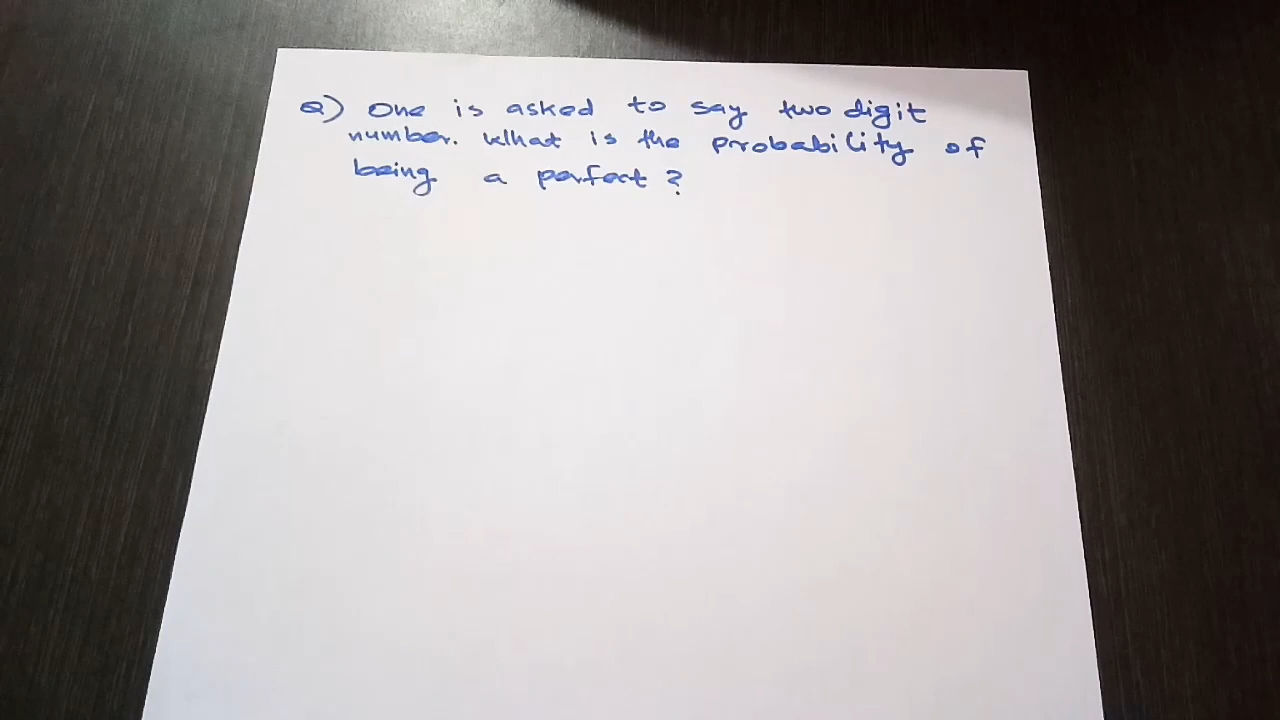 Q) One is asked to say two digit
number. What is the probability of
being a perfect?